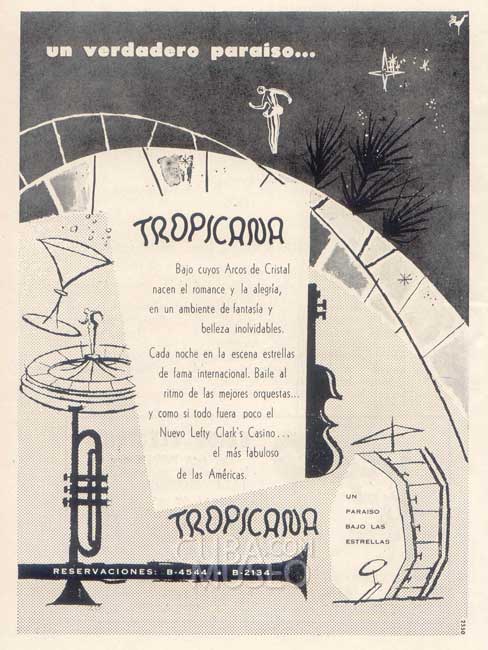 un verdadero paraiso...
TROPICANA
Bajo cuyos Arcos de Cristal
nacen el romance y la alegría,
en un ambiente de fantasía y
belleza inolvidables.
Cada noche en la escena estrellas
de fama internacional. Baile al
ritmo de las mejores orquestas...
y como si todo fuera poco el
Nuevo Lefty Clark's Casino...
el más fabuloso
de las Américas.
TROPICANA
UN
PARAISO
BAJO LAS
ESTRELLAS
CUBA.com
MUSEO
RESERVACIONES: B-4544 B-2134
2550